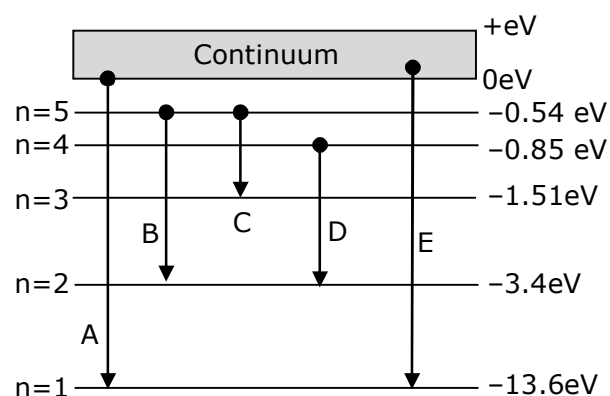 +eV
Continuum
0eV
n=5
−0.54 eV
n=4
−0.85 eV
n=3
−1.51eV
B
C
D
E
n=2
−3.4eV
A
n=1
−13.6eV